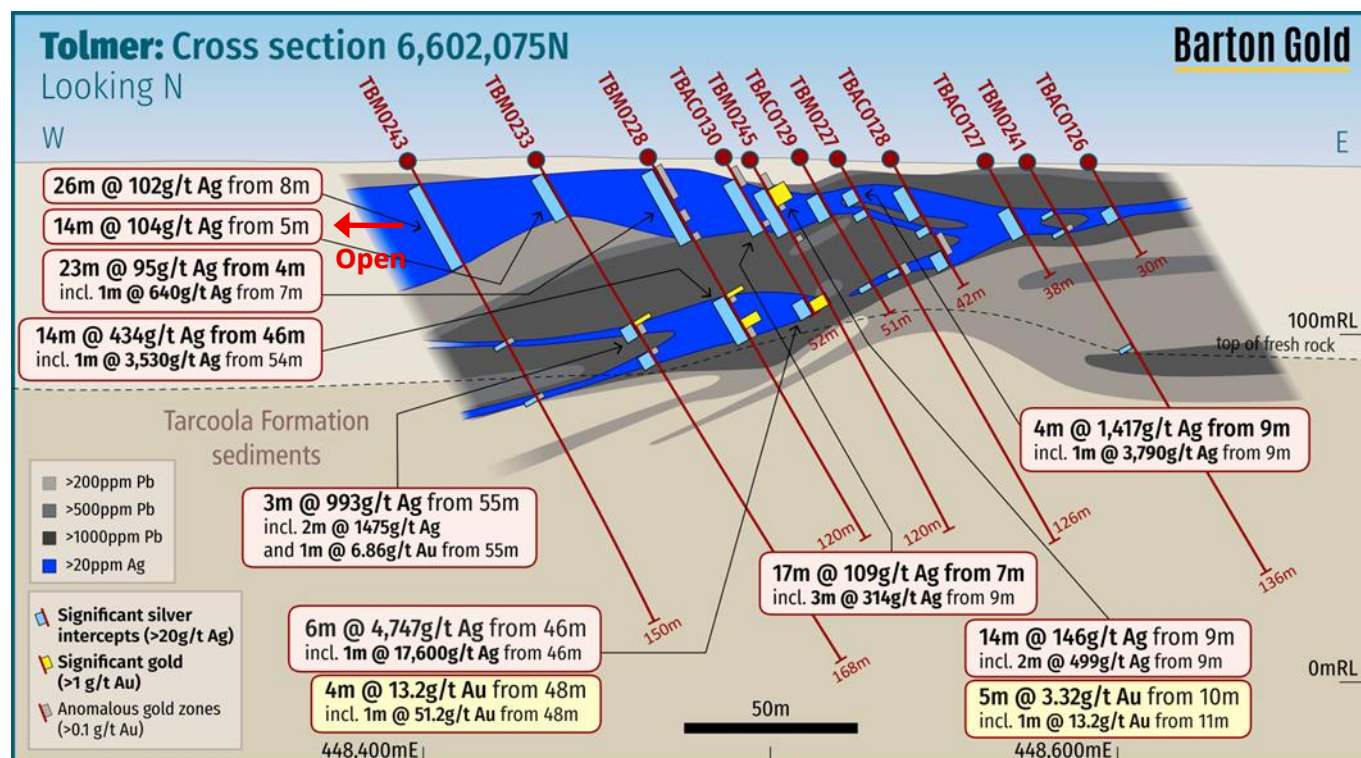 Tolmer: Cross section 6,602,075N
Looking N
Barton Gold
W
E
TBM0243
TBM0233
TBM0228
TBAC0130
TBM0245
TBAC0129
TBM0227
TBAC0128
TBAC0127
TBM0241
TBAC0126
26m @ 102g/t Ag from 8m
14m @ 104g/t Ag from 5m
Open
23m @ 95g/t Ag from 4m
incl. 1m @ 640g/t Ag from 7m
14m @ 434g/t Ag from 46m
incl. 1m @ 3,530g/t Ag from 54m
30m
38m
42m
51m
52m
100mRL
top of fresh rock
Tarcoola Formation
sediments
4m @ 1,417g/t Ag from 9m
incl. 1m @ 3,790g/t Ag from 9m
>200ppm Pb
>500ppm Pb
>1000ppm Pb
>20ppm Ag
3m @ 993g/t Ag from 55m
incl. 2m @ 1475g/t Ag
and 1m @ 6.86g/t Au from 55m
120m
120m
126m
136m
17m @ 109g/t Ag from 7m
incl. 3m @ 314g/t Ag from 9m
Significant silver
intercepts (>20g/t Ag)
Significant gold
(>1 g/t Au)
Anomalous gold zones
(>0.1 g/t Au)
6m @ 4,747g/t Ag from 46m
incl. 1m @ 17,600g/t Ag from 46m
4m @ 13.2g/t Au from 48m
incl. 1m @ 51.2g/t Au from 48m
150m
168m
14m @ 146g/t Ag from 9m
incl. 2m @ 499g/t Ag from 9m
5m @ 3.32g/t Au from 10m
incl. 1m @ 13.2g/t Au from 11m
0mRL
50m
448,400mE
448,600mE